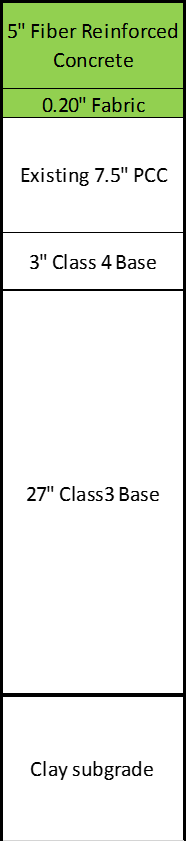 5" Fiber Reinforced
Concrete
0.20" Fabric
Existing 7.5" PCC
3" Class 4 Base
27" Class3 Base
Clay subgrade